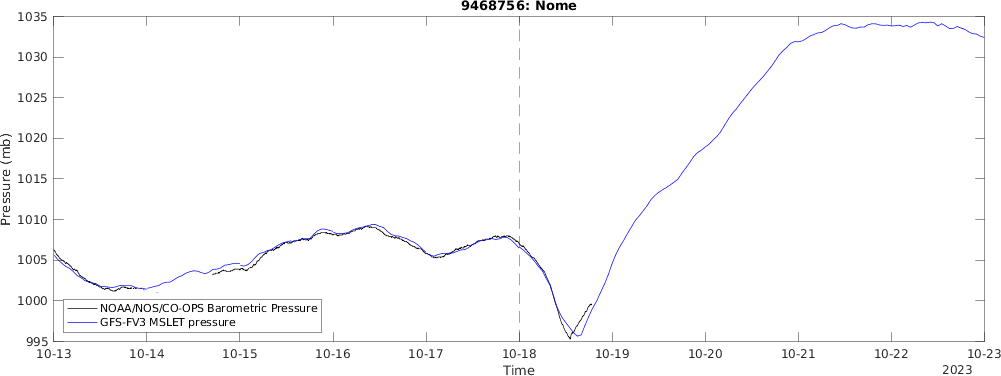 9468756: Nome
1035
1030
1025
1020
1015
1010
1005
1000
995
Pressure (mb)
NOAA/NOS/CO-OPS Barometric Pressure
GFS-FV3 MSLET pressure
10-13 10-14 10-15 10-16 10-17 10-18 10-19 10-20 10-21 10-22 10-23
Time
2023